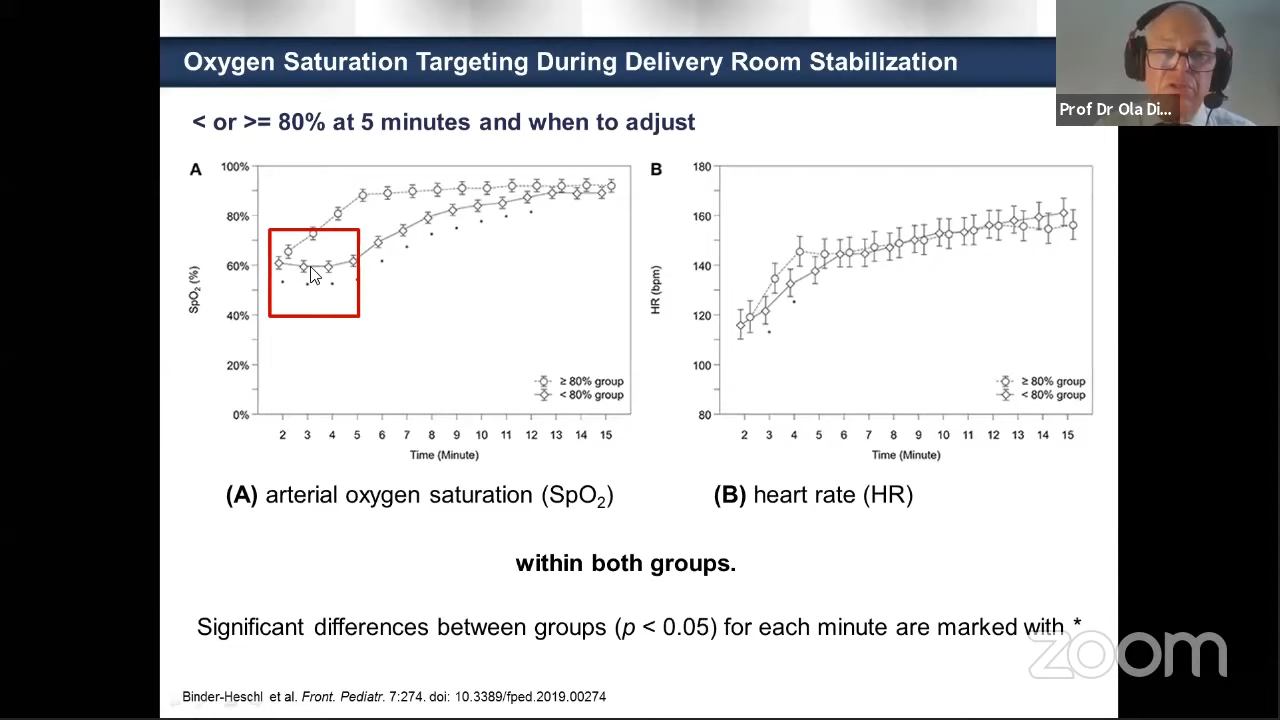 Oxygen Saturation Targeting During Delivery Room Stabilization
Prof Dr Ola Di...
< or >= 80% at 5 minutes and when to adjust
A
100%
80%
60%
40%
20%
0%
SpO₂ (%)
≥ 80% group
< 80% group
2 3 4 5 6 7 8 9 10 11 12 13 14 15
Time (Minute)
B
180
160
140
120
100
80
HR (bpm)
≥ 80% group
< 80% group
2 3 4 5 6 7 8 9 10 11 12 13 14 15
Time (Minute)
(A) arterial oxygen saturation (SpO₂)
(B) heart rate (HR)
within both groups.
Significant differences between groups (p < 0.05) for each minute are marked with *
zoom
Binder-Heschl et al. Front. Pediatr. 7:274. doi: 10.3389/fped.2019.00274